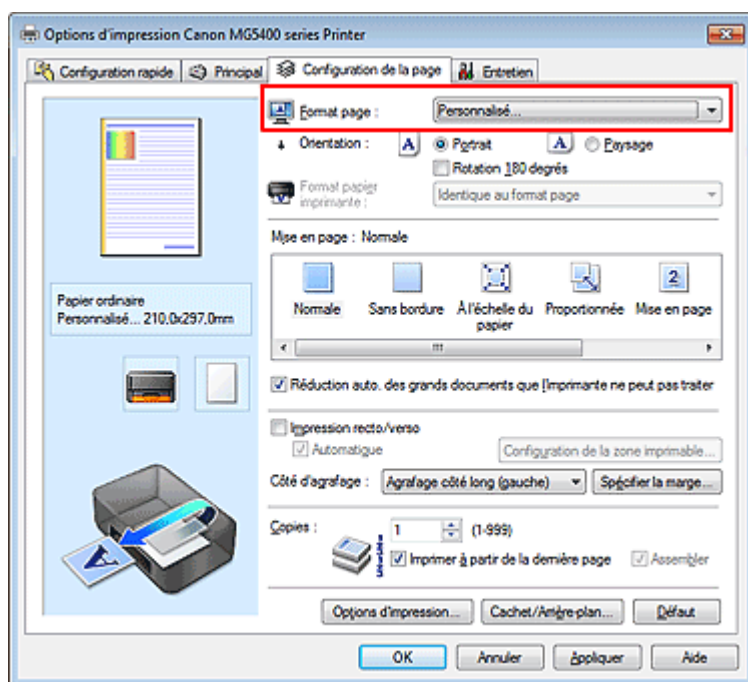 Options d'impression Canon MG5400 series Printer
Configuration rapide Principal Configuration de la page Entretien
Format page : Personnalisé...
Orientation : A Portrait A Paysage
Rotation 180 degrés
Format papier imprimante : Identique au format page
Mise en page : Normale
Normale Sans bordure À l'échelle du papier Proportionnée Mise en page
Papier ordinaire
Personnalisé... 210,0x297,0mm
Réduction auto. des grands documents que l'imprimante ne peut pas traiter
Impression recto/verso
Automatique Configuration de la zone imprimable...
Côté d'agrafage : Agrafage côté long (gauche) Spécifier la marge...
Copies : 1 (1-999)
Imprimer à partir de la dernière page Assembler
Options d'impression... Cachet/Arrière-plan... Défaut
OK Annuler Appliquer Aide